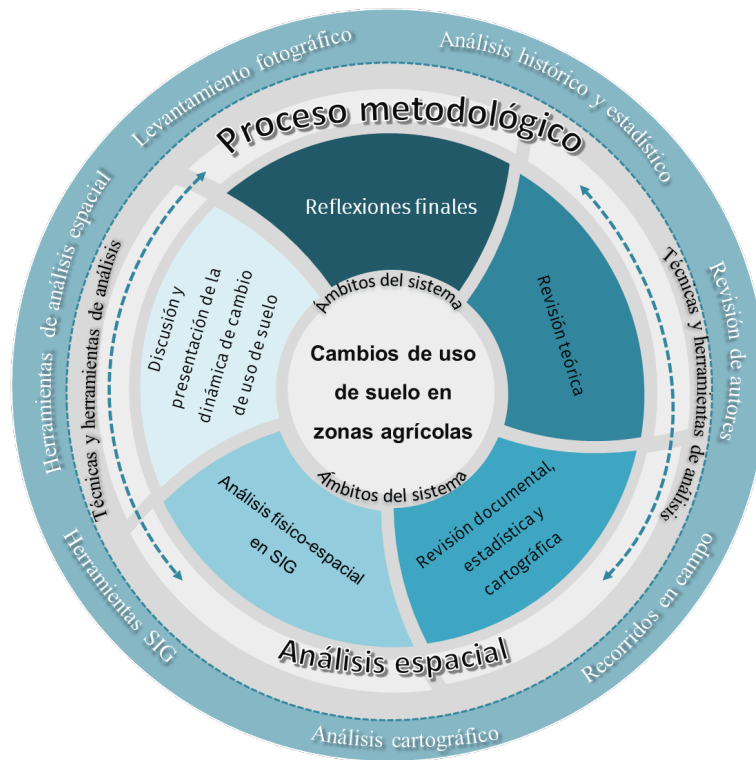 Levantamiento fotográfico
Análisis histórico y estadístico
Revisión de autores
Recorridos en campo
Análisis cartográfico
Herramientas SIG
Herramientas de análisis espacial
Proceso metodológico
Técnicas y herramientas de análisis
Técnicas y herramientas de análisis
Análisis espacial
Reflexiones finales
Revisión teórica
Revisión documental,
estadística y
cartográfica
Análisis físico-espacial
en SIG
Discusión y
presentación de la
dinámica de cambio
de uso de suelo
Ámbitos del sistema
Cambios de uso
de suelo en
zonas agrícolas
Ámbitos del sistema